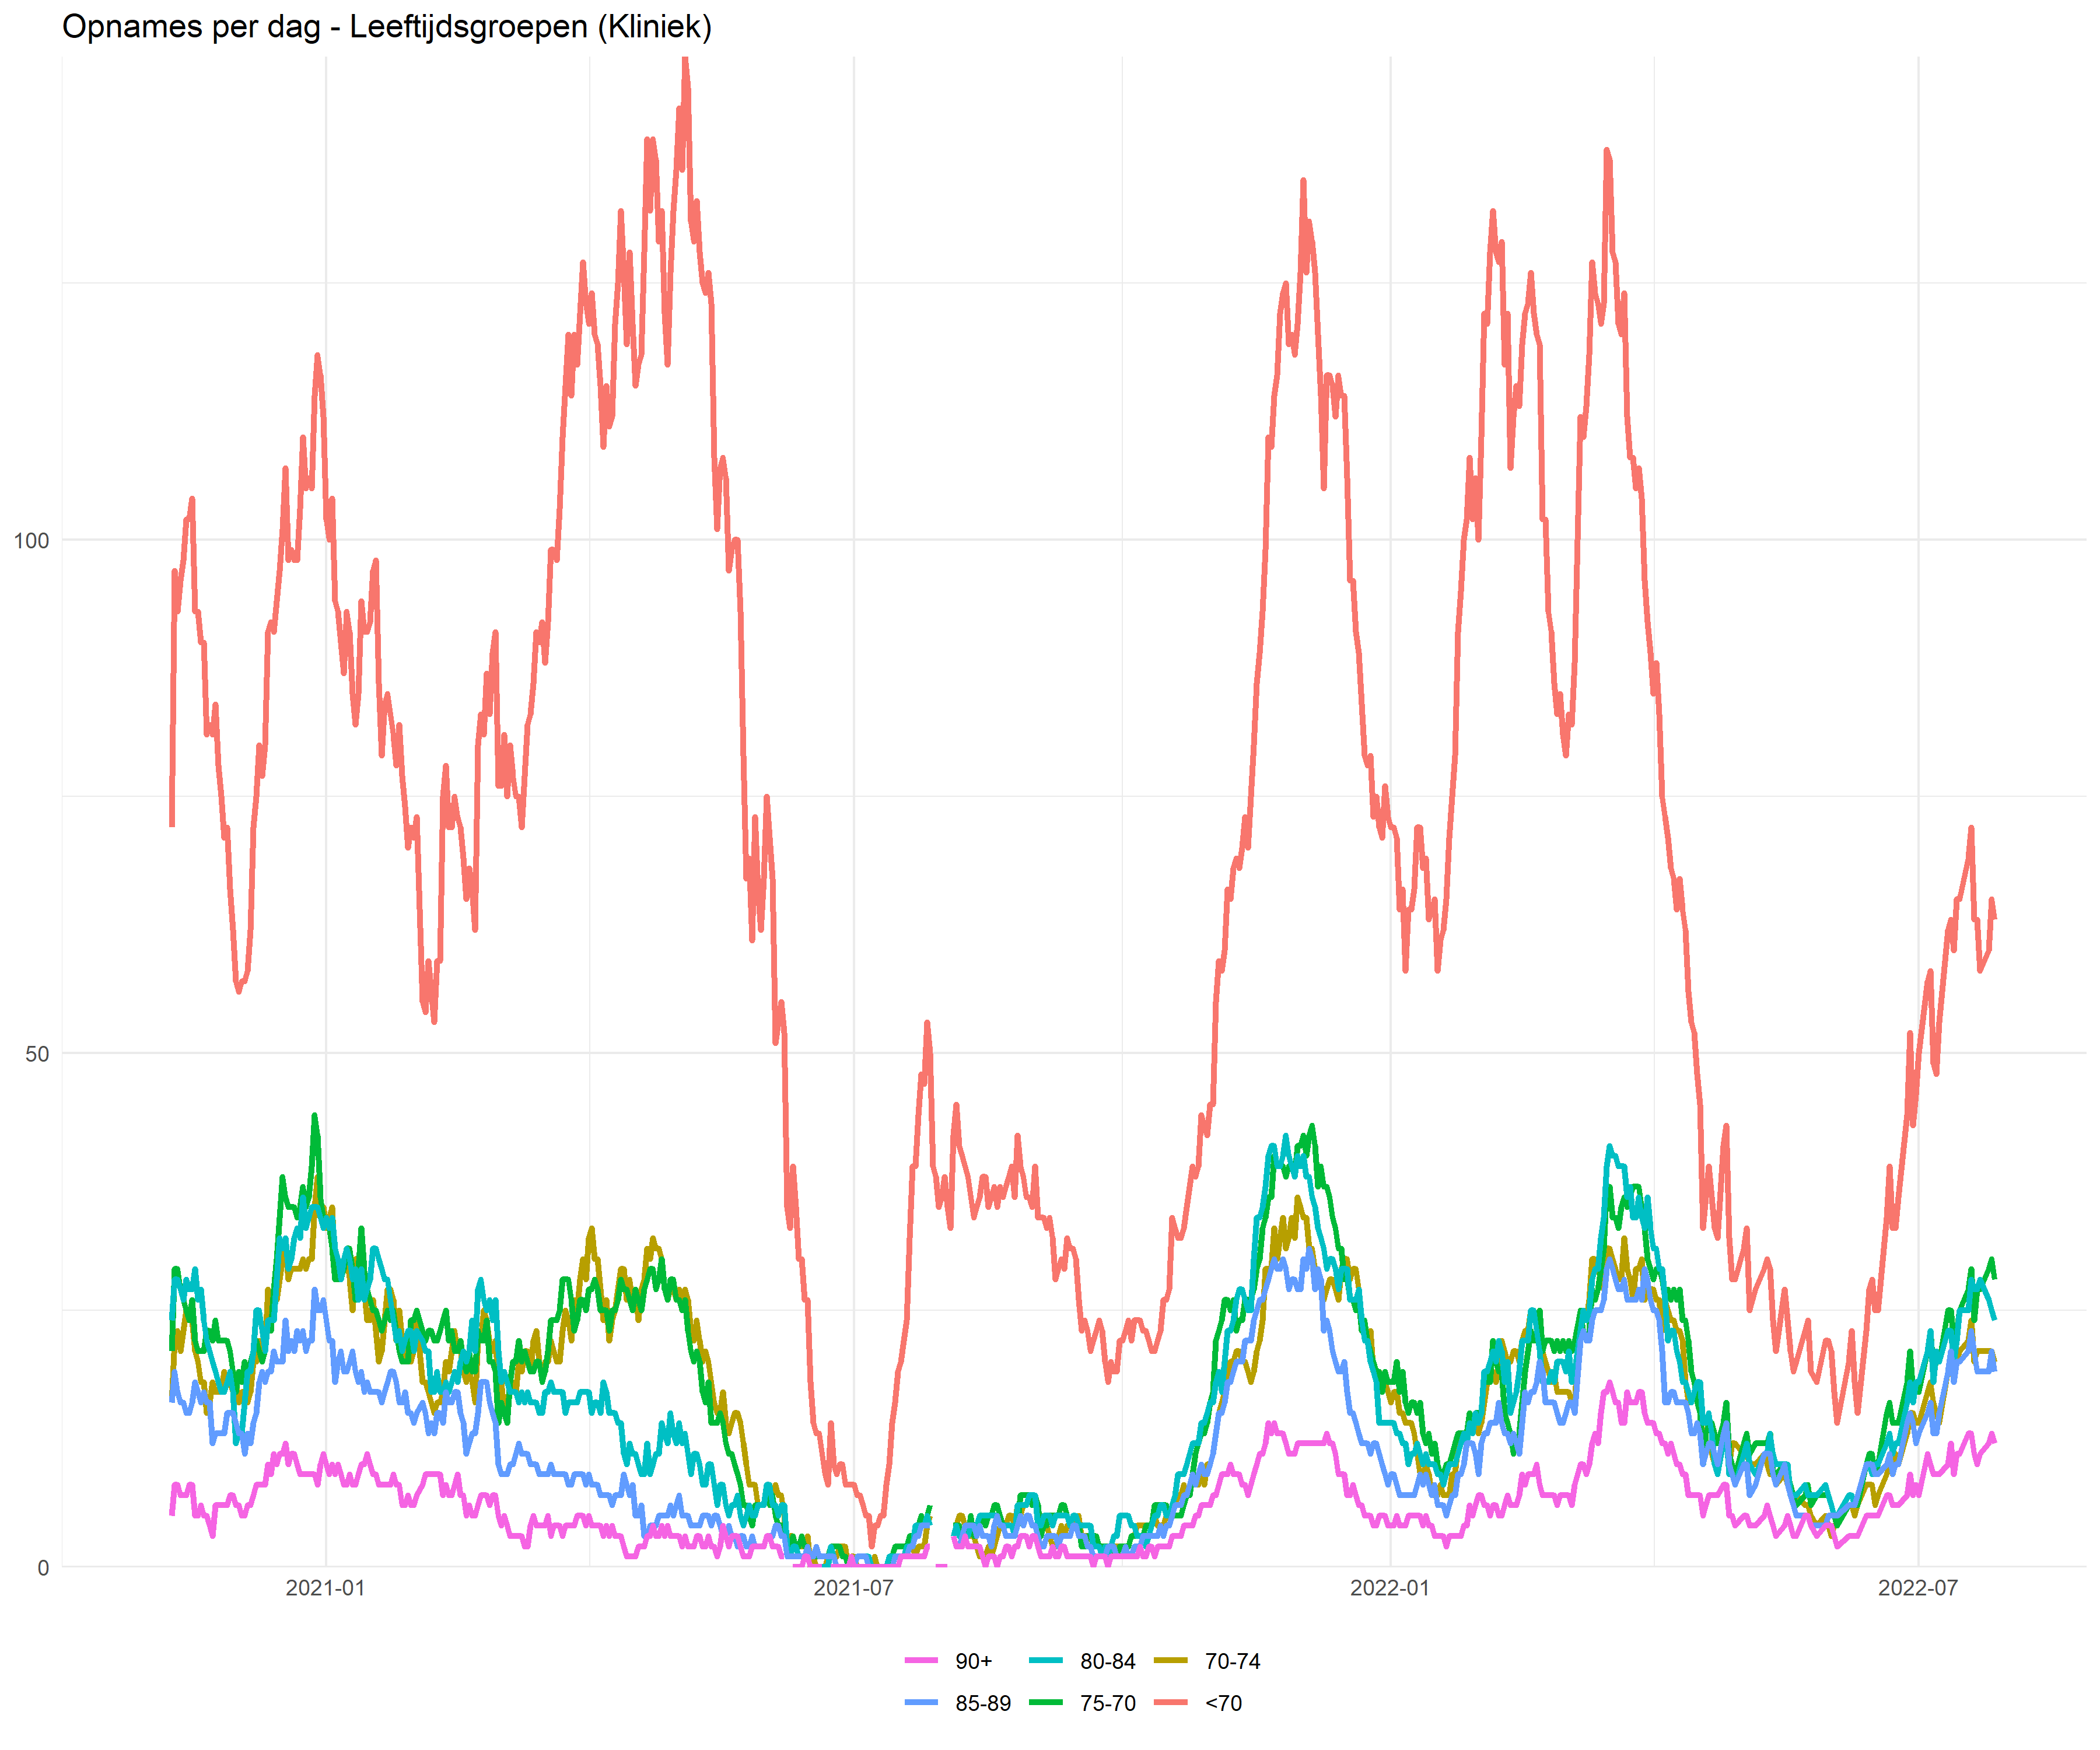 Opnames per dag - Leeftijdsgroepen (Kliniek)
100
50
0
2021-01 2021-07 2022-01 2022-07
90+ 80-84 70-74
85-89 75-70 <70